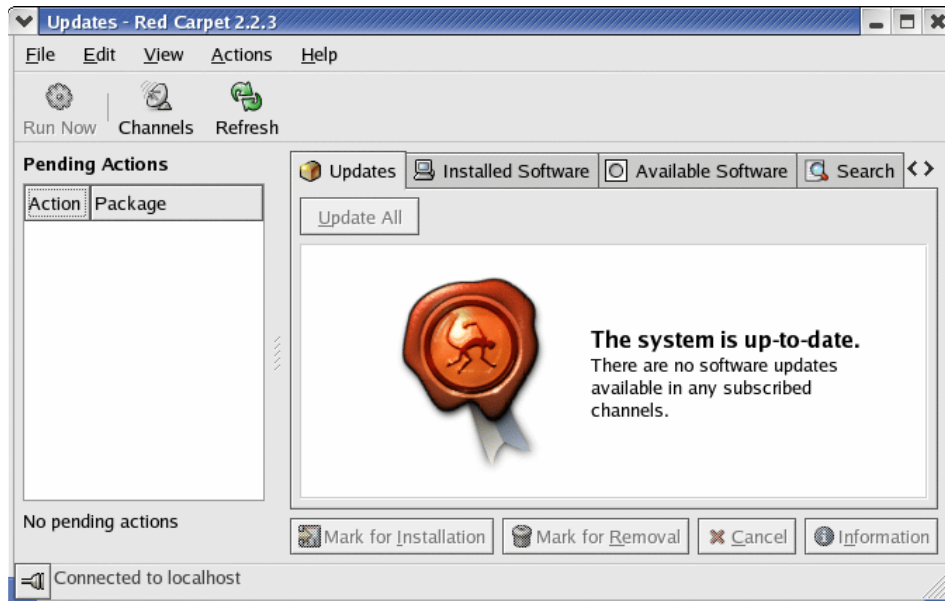 Updates - Red Carpet 2.2.3
File Edit View Actions Help
Run Now Channels Refresh
Pending Actions
Action Package
No pending actions
Updates Installed Software Available Software Search
Update All
The system is up-to-date.
There are no software updates
available in any subscribed
channels.
Mark for Installation Mark for Removal Cancel Information
Connected to localhost